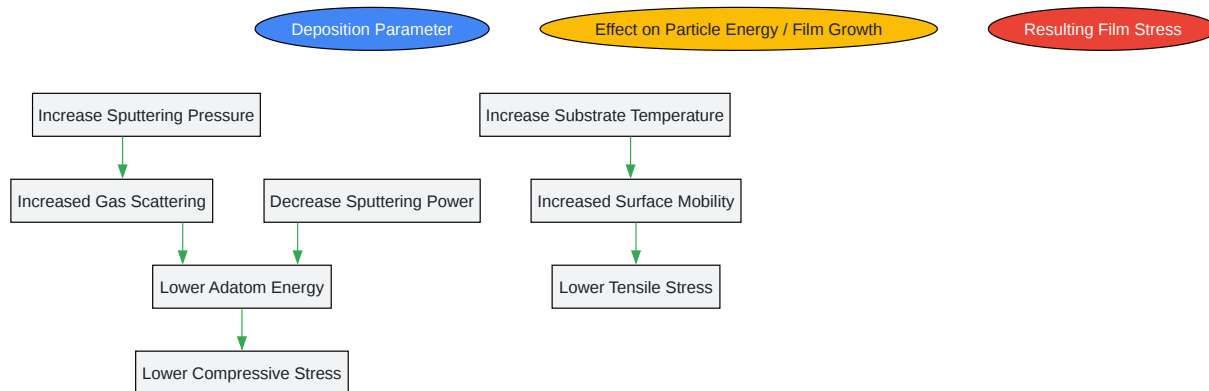 Deposition Parameter
Effect on Particle Energy / Film Growth
Resulting Film Stress
Increase Sputtering Pressure
Increase Substrate Temperature
Increased Gas Scattering
Decrease Sputtering Power
Increased Surface Mobility
Lower Adatom Energy
Lower Tensile Stress
Lower Compressive Stress